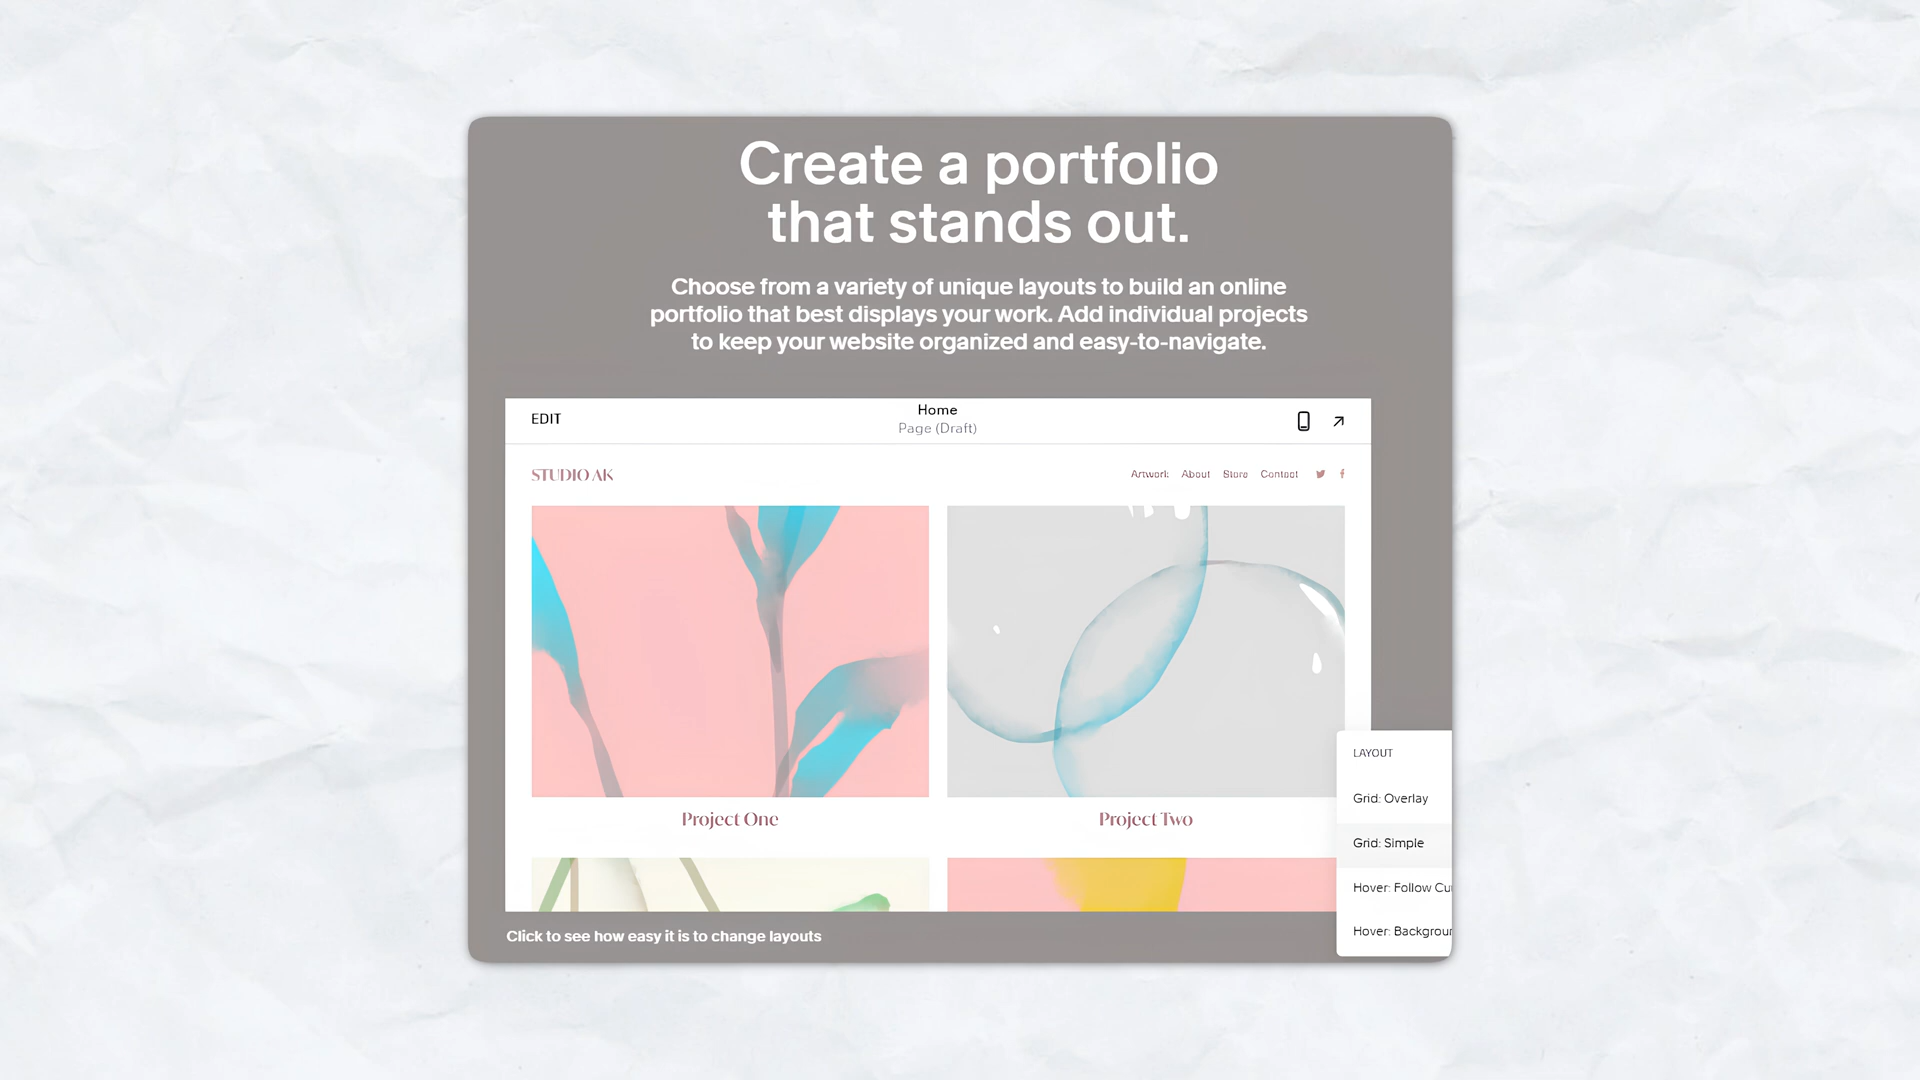 Create a portfolio
that stands out.
Choose from a variety of unique layouts to build an online
portfolio that best displays your work. Add individual projects
to keep your website organized and easy-to-navigate.
EDIT
Home
Page (Draft)
STUDIO AK
Artwork About Store Contact
Project One
Project Two
LAYOUT
Grid: Overlay
Grid: Simple
Hover: Follow
Hover:
Click to see how easy it is to change layouts